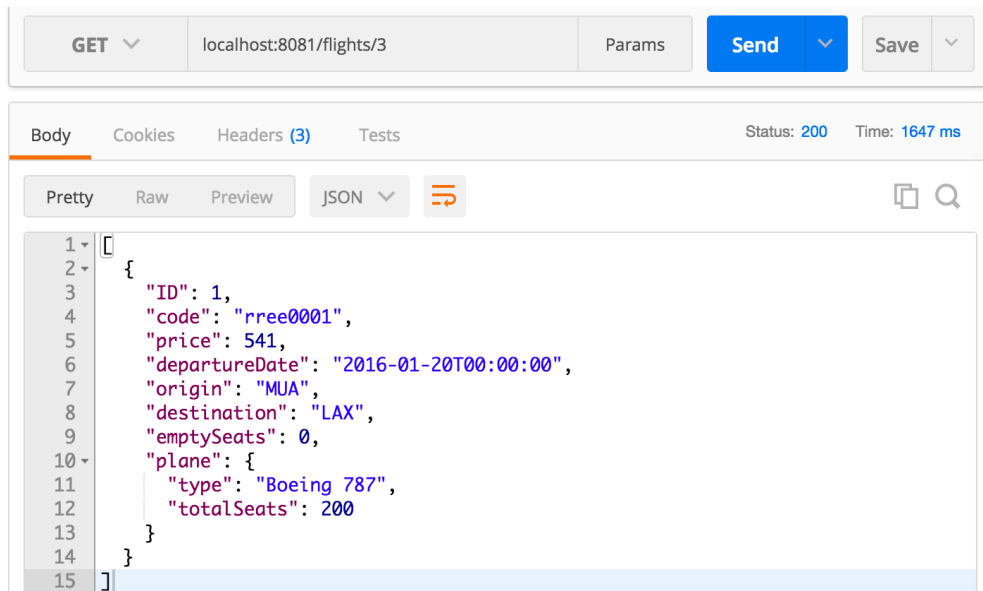 GET localhost:8081/flights/3 Params Send Save
Body Cookies Headers (3) Tests Status: 200 Time: 1647 ms
Pretty Raw Preview JSON
1 [
2 {
3 "ID": 1,
4 "code": "rree0001",
5 "price": 541,
6 "departureDate": "2016-01-20T00:00:00",
7 "origin": "MUA",
8 "destination": "LAX",
9 "emptySeats": 0,
10 "plane": {
11 "type": "Boeing 787",
12 "totalSeats": 200
13 }
14 }
15 ]